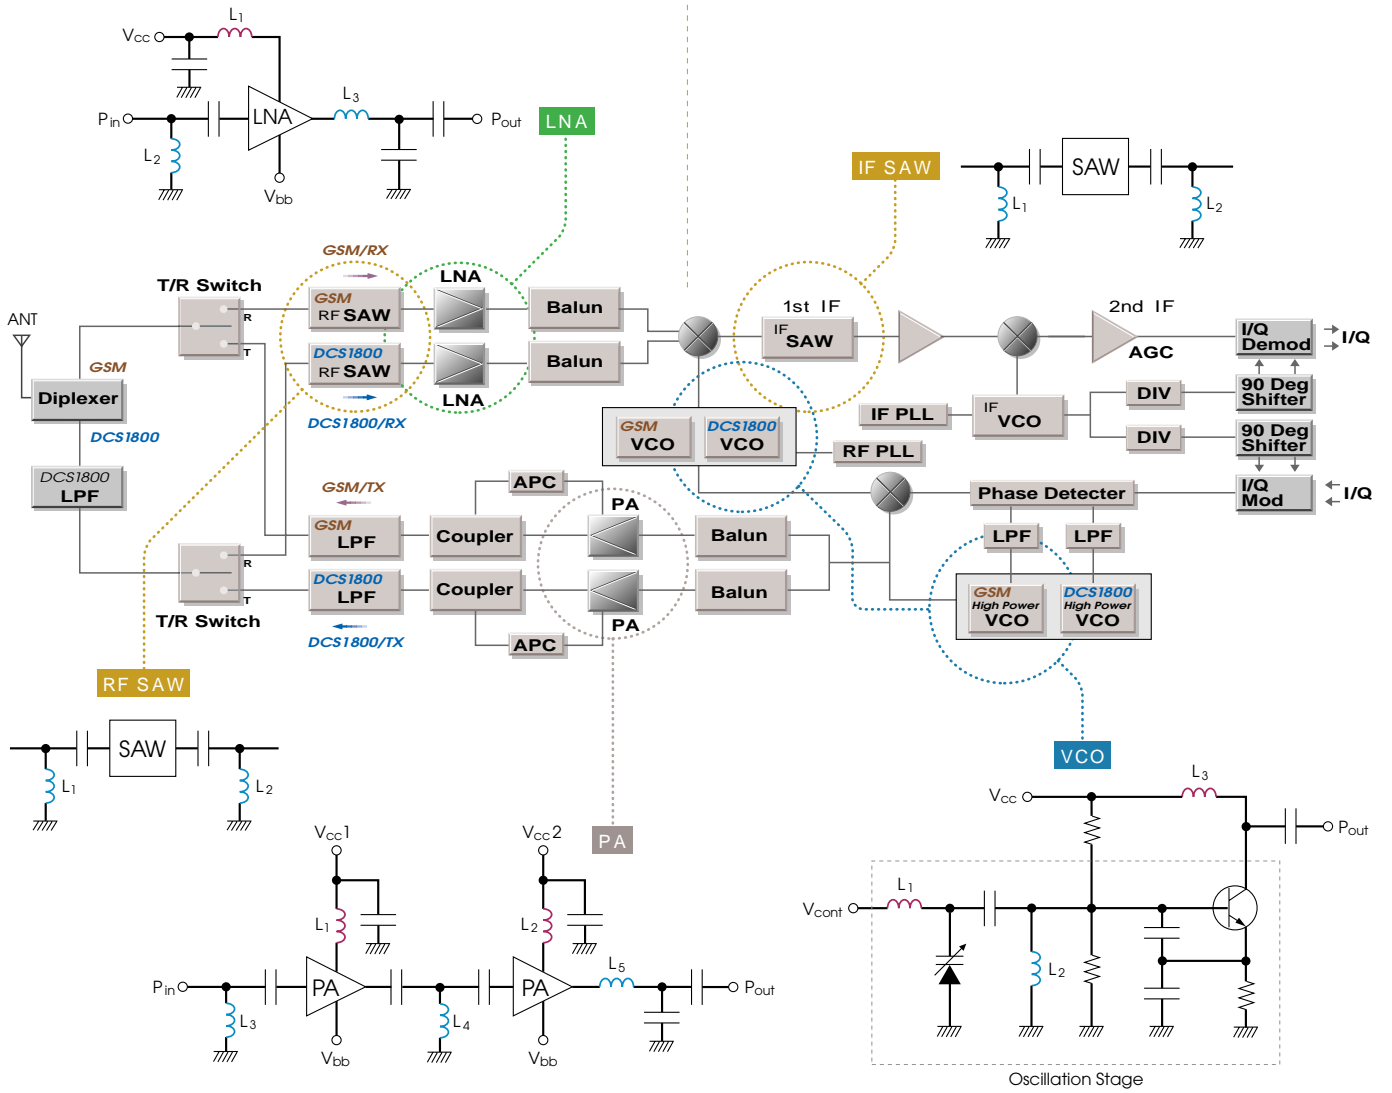 L1
Vcc
LNA
L3
Pin
Pout
L2
Vbb
LNA
IF SAW
SAW
L1
L2
GSM/RX
T/R Switch
LNA
GSM
RF SAW
Balun
1st IF
IF
SAW
2nd IF
AGC
I/Q
Demod
I/Q
ANT
R
T
DCS1800
RF SAW
LNA
Balun
GSM
Diplexer
DCS1800
DCS1800/RX
GSM
VCO
DCS1800
VCO
IF PLL
IF
VCO
DIV
90 Deg
Shifter
DIV
90 Deg
Shifter
RF PLL
DCS1800
LPF
GSM/TX
APC
PA
Phase Detecter
I/Q
Mod
I/Q
GSM
LPF
Coupler
Balun
LPF
LPF
R
T
T/R Switch
DCS1800
LPF
Coupler
Balun
PA
GSM
High Power
VCO
DCS1800
High Power
VCO
DCS1800/TX
APC
RF SAW
SAW
L1
L2
VCO
PA
Vcc1
Vcc2
L1
L2
Pin
PA
PA
L5
Pout
L3
L4
Vbb
Vbb
L3
Vcc
Pout
L1
Vcont
L2
Oscillation Stage